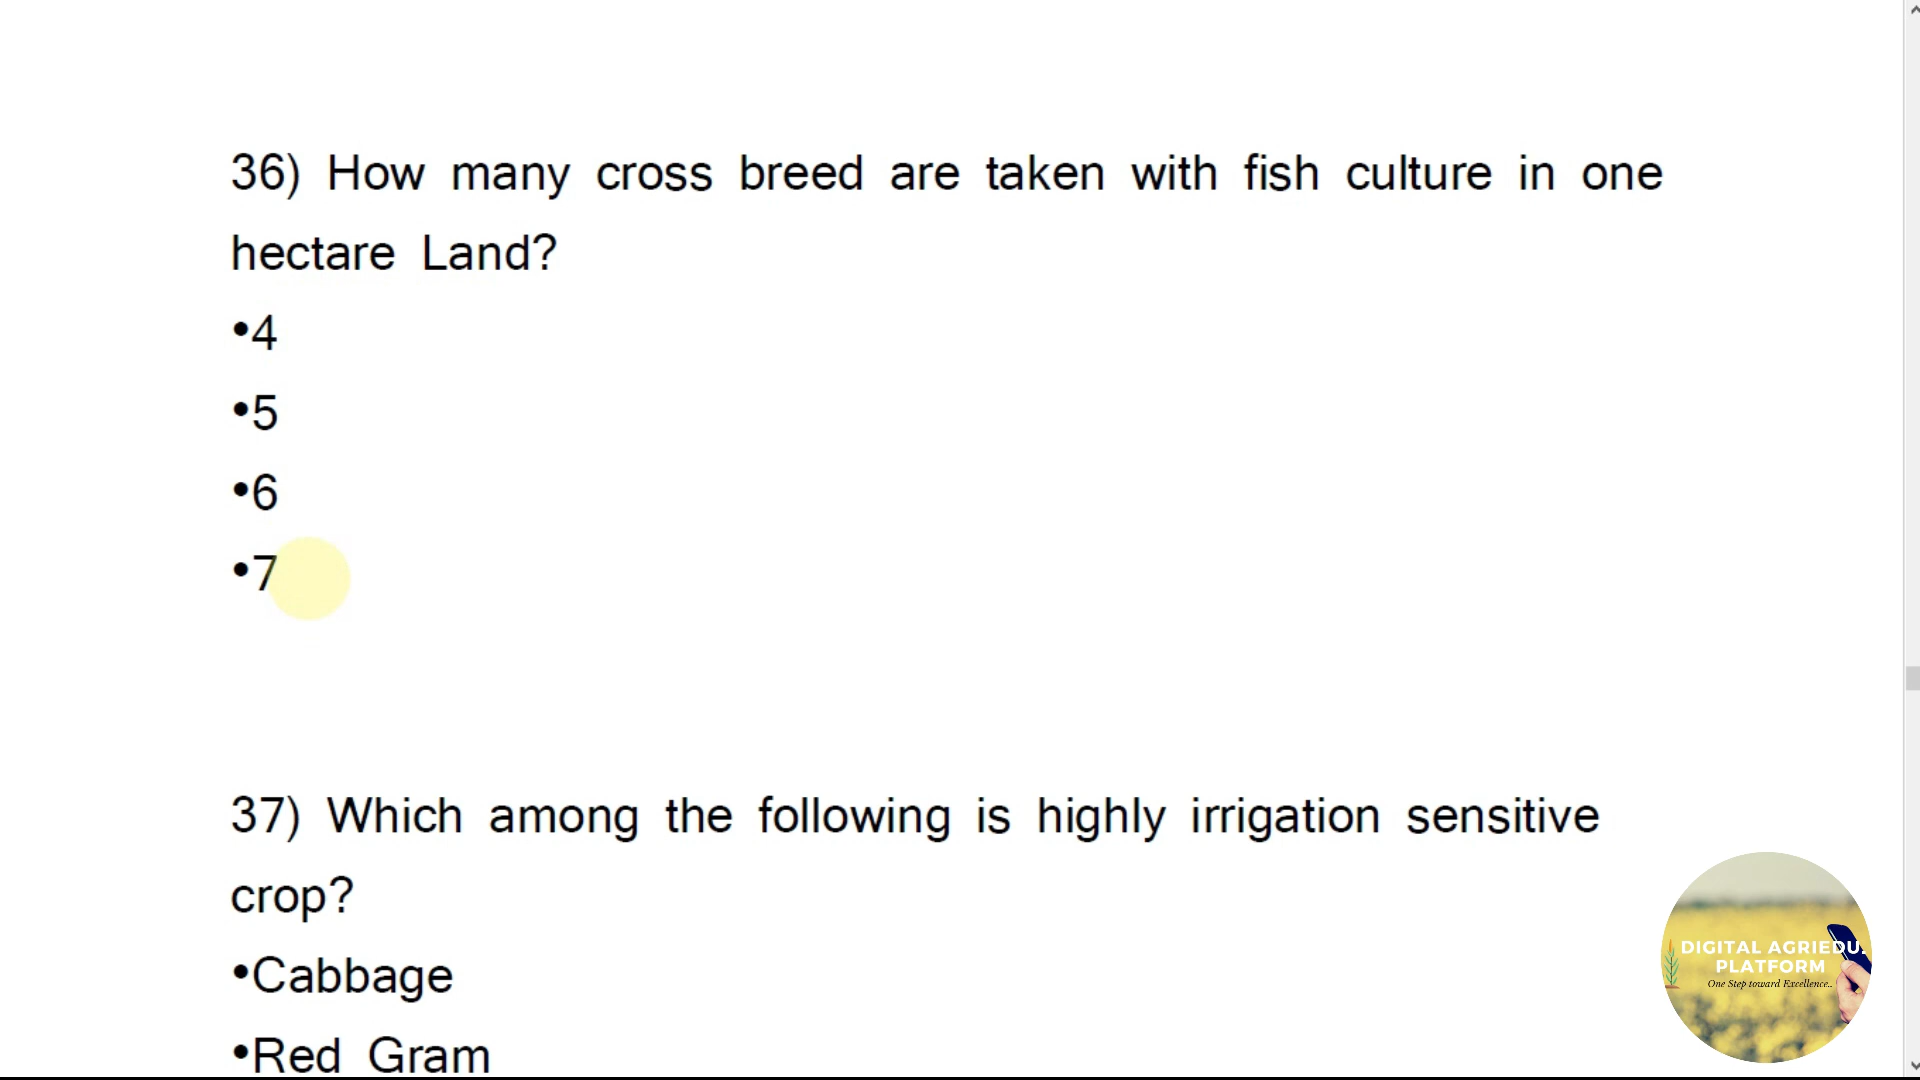 36) How many cross breed are taken with fish culture in one
hectare Land?
•4
•5
•6
•7
37) Which among the following is highly irrigation sensitive
crop?
•Cabbage
•Red Gram
DIGITAL AGRIEDU.
PLATFORM
One Step toward Excellence..